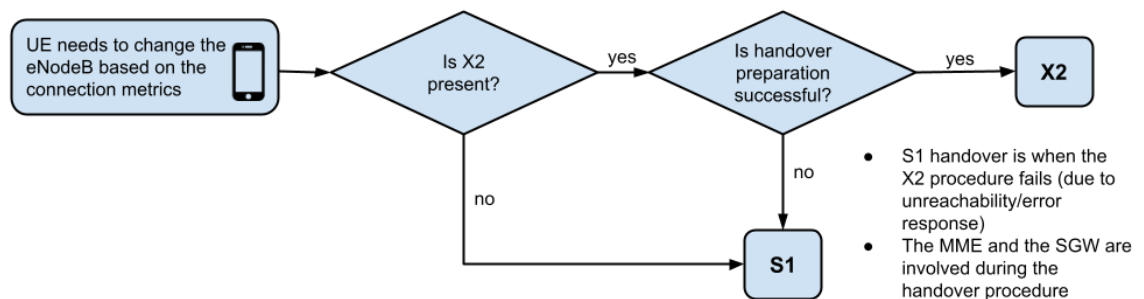 UE needs to change the
eNodeB based on the
connection metrics
Is X2
present?
yes
Is handover
preparation
successful?
yes
X2
no
no
S1
● S1 handover is when the
X2 procedure fails (due to
unreachability/error
response)
● The MME and the SGW are
involved during the
handover procedure